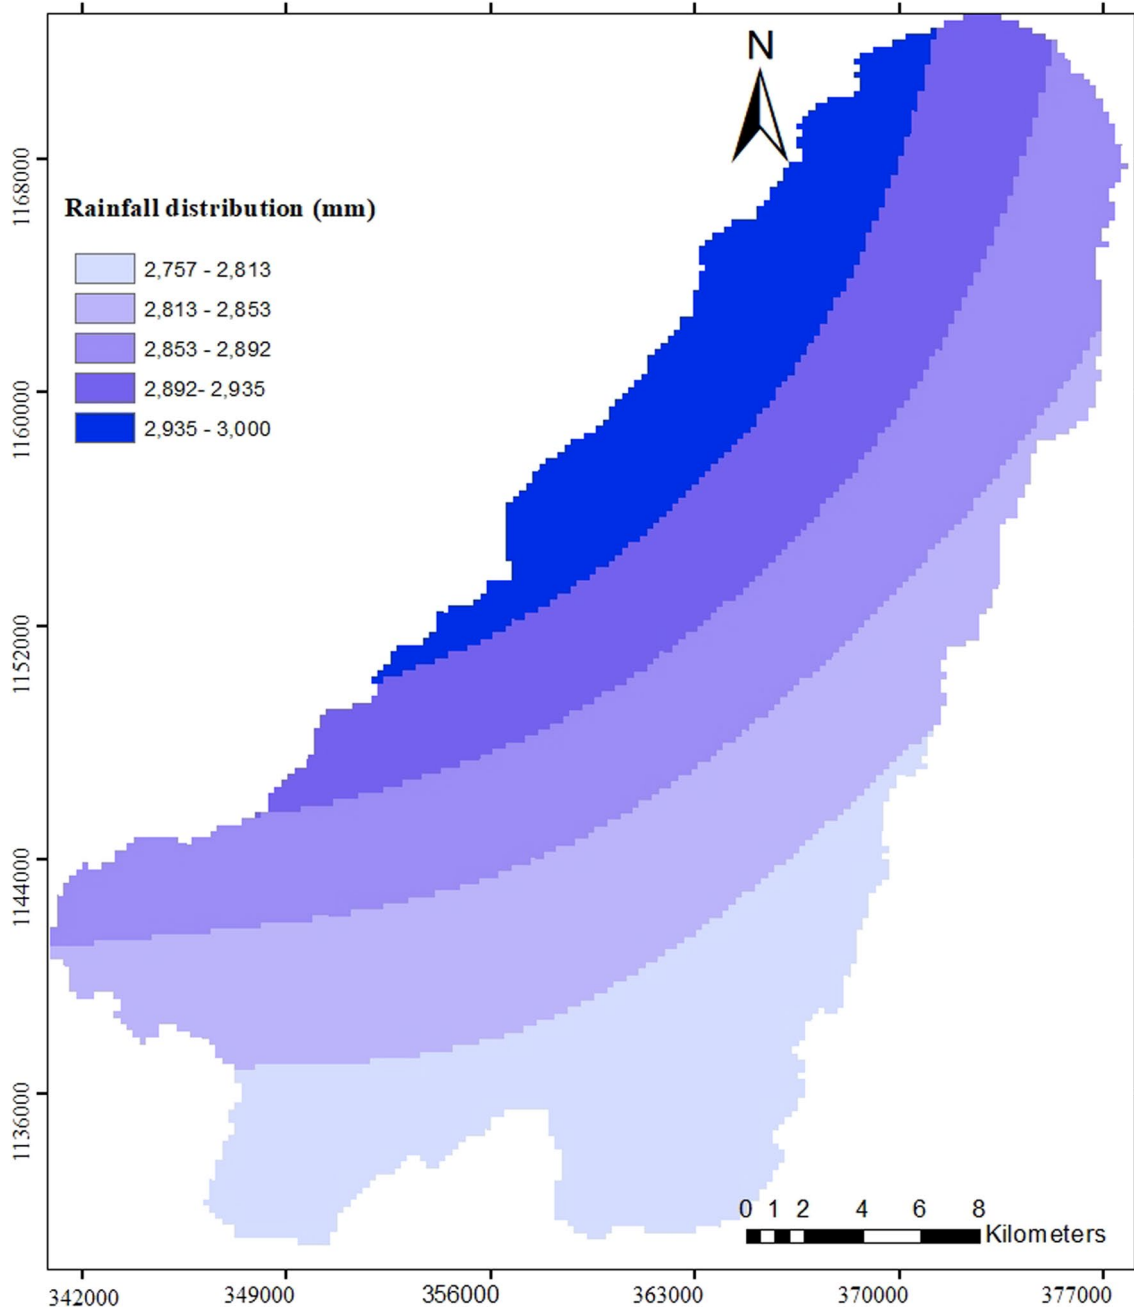 N
1168000
Rainfall distribution (mm)
2,757 - 2,813
2,813 - 2,853
2,853 - 2,892
2,892- 2,935
2,935 - 3,000
1160000
1152000
1144000
1136000
0 1 2 4 6 8
Kilometers
342000 349000 356000 363000 370000 377000